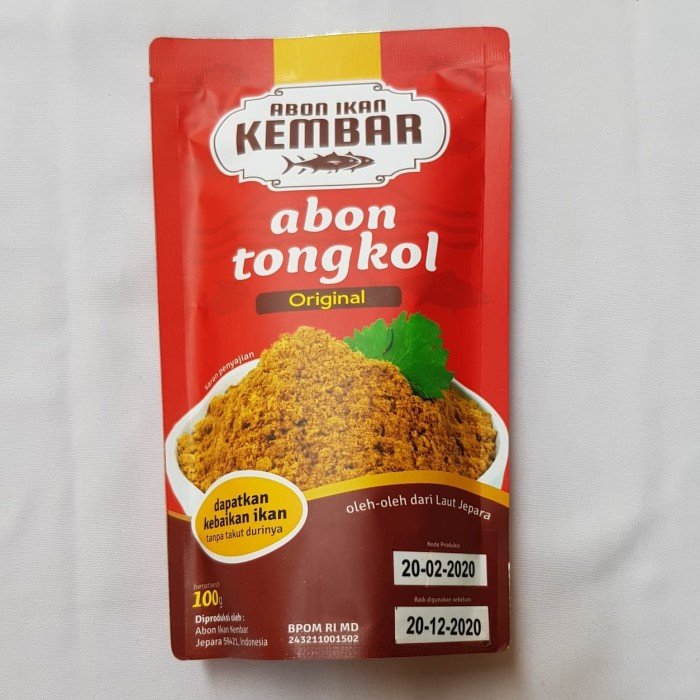 ABON IKAN
KEMBAR
abon
tongkol
Original
saran penyajian
dapatkan
kebaikan ikan
tanpa takut durinya
oleh-oleh dari Laut Jepara
Kode Produksi
20-02-2020
Baik digunakan sebelum
20-12-2020
berat bersih
100g
Diproduksi oleh :
Abon Ikan Kembar
Jepara 59421, Indonesia
BPOM RI MD
243211001502